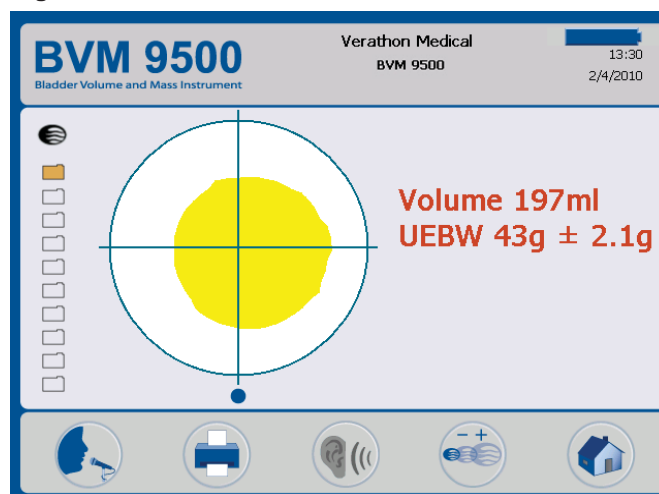 BVM 9500
Bladder Volume and Mass Instrument
Verathon Medical
BVM 9500
13:30
2/4/2010
Volume 197ml
UEBW 43g ± 2.1g
- +